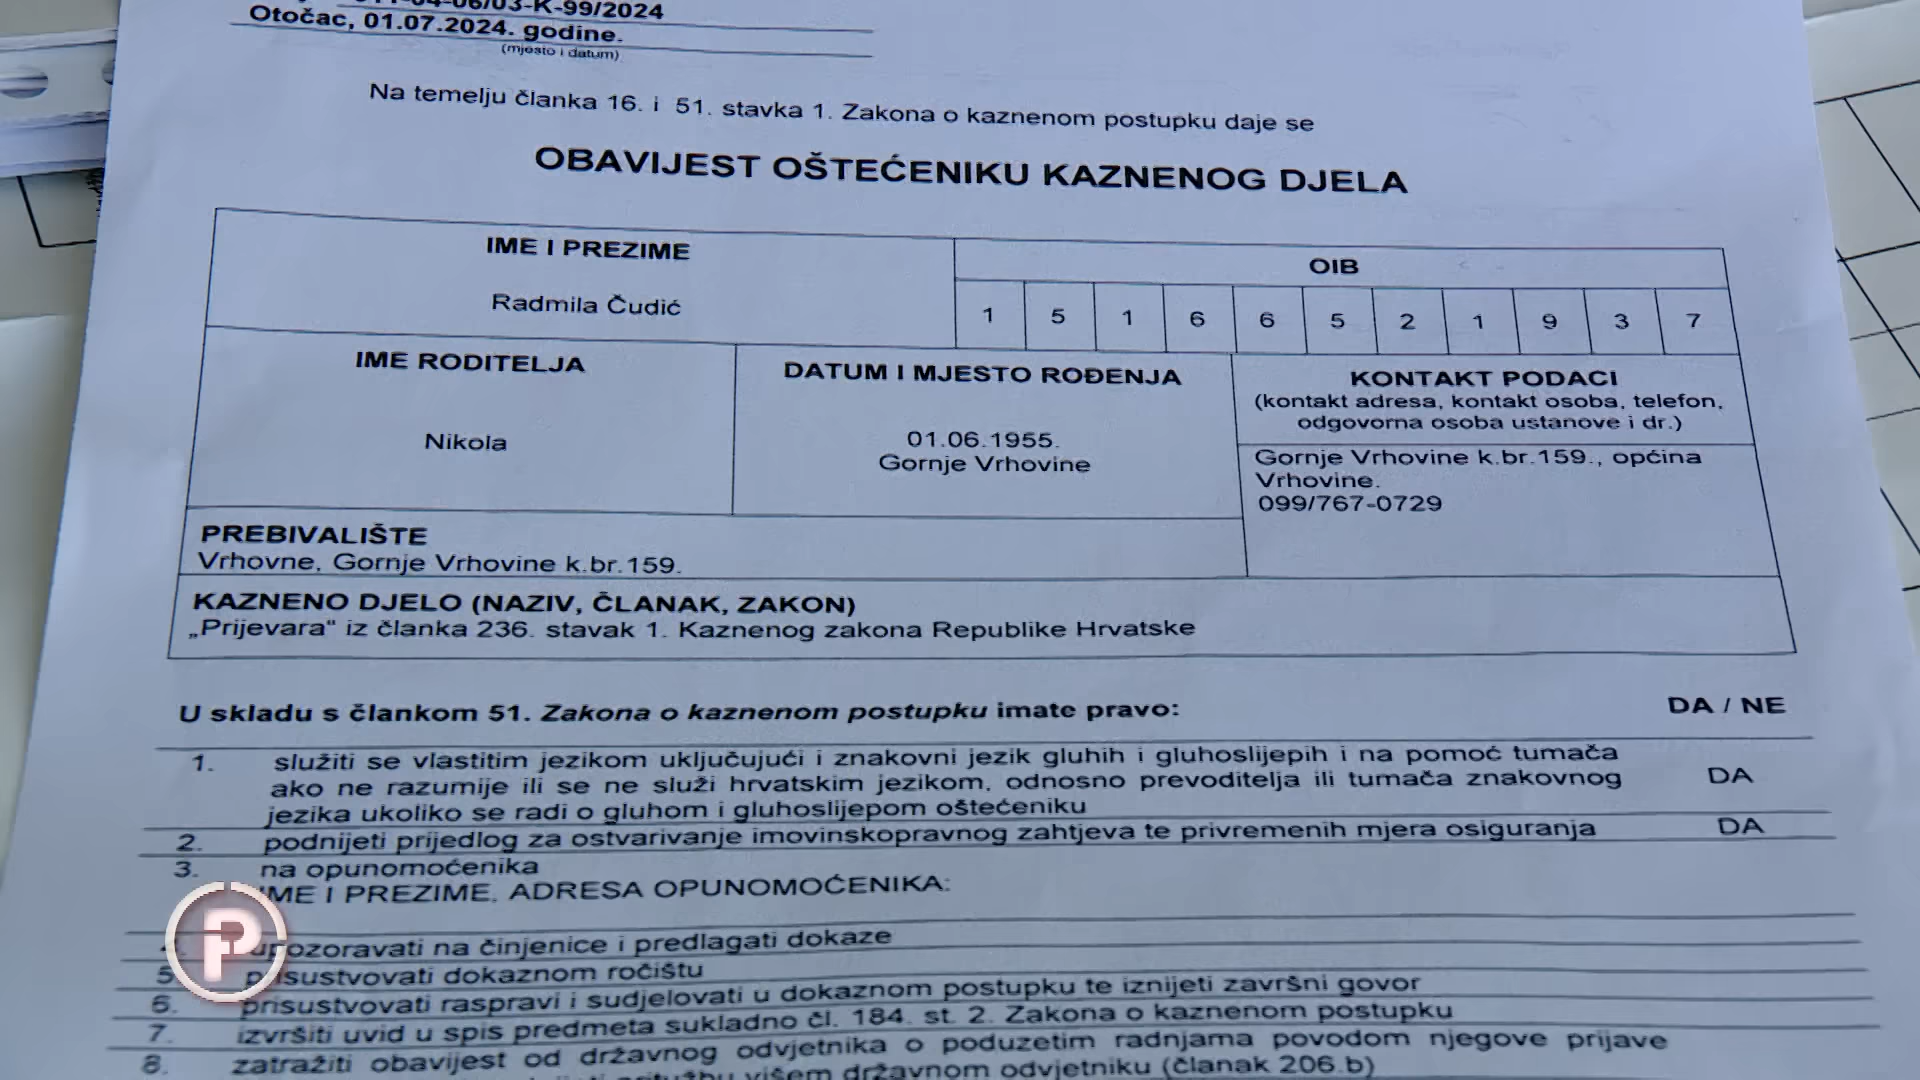 06/03-K-99/2024
Otočac, 01.07.2024. godine.
(mjesto i datum)
Na temelju članka 16. i 51. stavka 1. Zakona o kaznenom postupku daje se
OBAVIJEST OŠTEĆENIKU KAZNENOG DJELA
IME I PREZIME
Radmila Čudić
OIB
1 5 1 6 6 5 2 1 9 3 7
IME RODITELJA
Nikola
DATUM I MJESTO ROĐENJA
01.06.1955.
Gornje Vrhovine
KONTAKT PODACI
(kontakt adresa, kontakt osoba, telefon,
odgovorna osoba ustanove i dr.)
Gornje Vrhovine k.br.159., općina
Vrhovine.
099/767-0729
PREBIVALIŠTE
Vrhovne, Gornje Vrhovine k.br.159.
KAZNENO DJELO (NAZIV, ČLANAK, ZAKON)
„Prijevara“ iz članka 236. stavak 1. Kaznenog zakona Republike Hrvatske
U skladu s člankom 51. Zakona o kaznenom postupku imate pravo: DA / NE
1. služiti se vlastitim jezikom uključujući i znakovni jezik gluhih i gluhoslijepih i na pomoć tumača
ako ne razumije ili se ne služi hrvatskim jezikom, odnosno prevoditelja ili tumača znakovnog DA
jezika ukoliko se radi o gluhom i gluhoslijepom oštećeniku
2. podnijeti prijedlog za ostvarivanje imovinskopravnog zahtjeva te privremenih mjera osiguranja DA
3. na opunomoćenika
IME I PREZIME, ADRESA OPUNOMOĆENIKA:
upozoravati na činjenice i predlagati dokaze
5. prisustvovati dokaznom ročištu
6. prisustvovati raspravi i sudjelovati u dokaznom postupku te iznijeti završni govor
7. izvršiti uvid u spis predmeta sukladno čl. 184. st. 2. Zakona o kaznenom postupku
8. zatražiti obavijest od državnog odvjetnika o poduzetim radnjama povodom njegove prijave
višem državnom odvjetniku (članak 206.b)
P